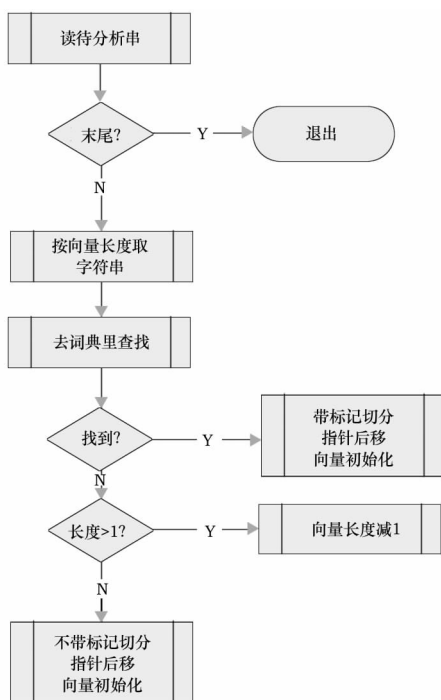 读待分析串
末尾?
Y
退出
N
按向量长度取
字符串
去词典里查找
找到?
Y
带标记切分
指针后移
向量初始化
N
长度>1?
Y
向量长度减1
N
不带标记切分
指针后移
向量初始化